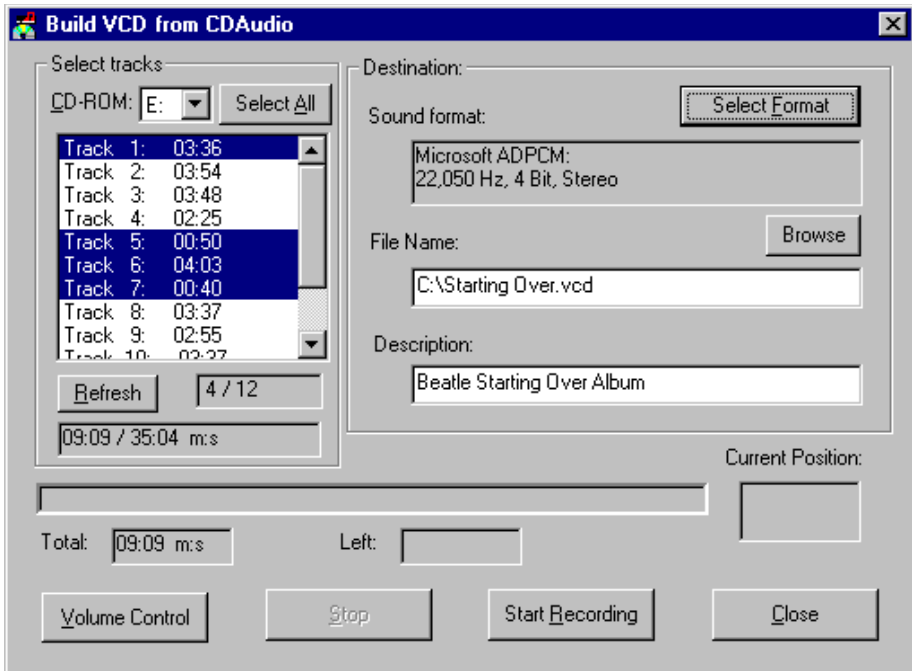 Build VCD from CDAudio
Select tracks
CD-ROM: E: Select All
Track 1: 03:36
Track 2: 03:54
Track 3: 03:48
Track 4: 02:25
Track 5: 00:50
Track 6: 04:03
Track 7: 00:40
Track 8: 03:37
Track 9: 02:55
Track 10: 03:37
Refresh 4 / 12
09:09 / 35:04 m:s
Destination:
Sound format: Select Format
Microsoft ADPCM:
22,050 Hz, 4 Bit, Stereo
File Name: Browse
C:\Starting Over.vcd
Description:
Beatle Starting Over Album
Current Position:
Total: 09:09 m:s Left:
Volume Control Stop Start Recording Close